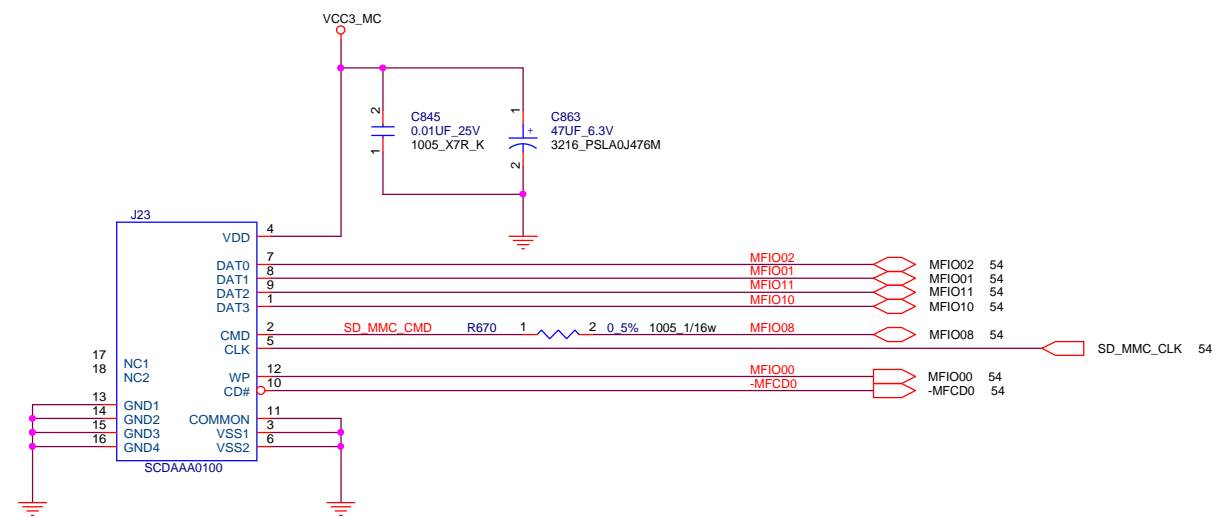 VCC3_MC
2
C845
0.01UF_25V
1005_X7R_K
1
1
+
C863
47UF_6.3V
3216_PSLA0J476M
2
J23
VDD 4
DAT0 7 MFIO02 MFIO02 54
DAT1 8 MFIO01 MFIO01 54
DAT2 9 MFIO11 MFIO11 54
DAT3 1 MFIO10 MFIO10 54
CMD 2 SD_MMC_CMD R670 1 2 0_5% 1005_1/16w MFIO08 MFIO08 54
CLK 5 SD_MMC_CLK 54
17 NC1
18 NC2
WP 12 MFIO00 MFIO00 54
CD# 10 -MFCD0 -MFCD0 54
13 GND1
14 GND2 COMMON 11
15 GND3 VSS1 3
16 GND4 VSS2 6
SCDAAA0100